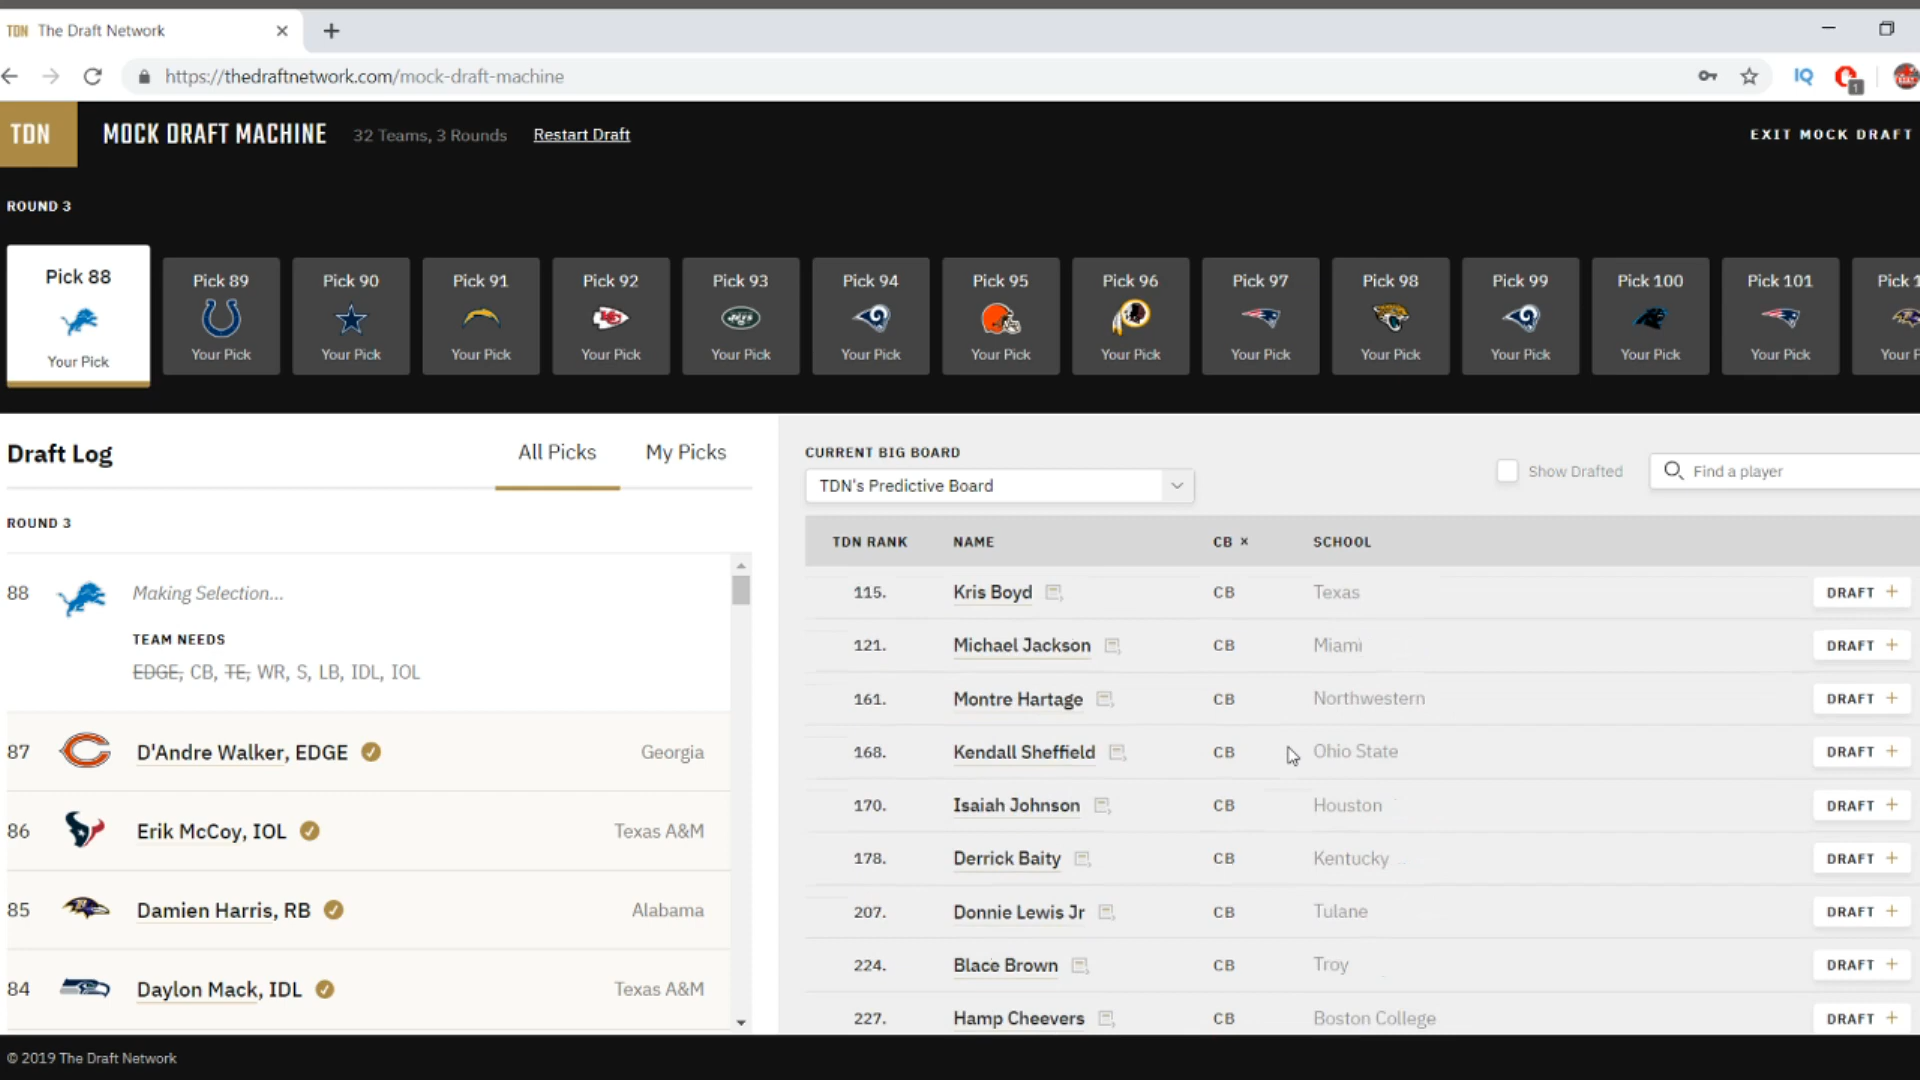 TDN The Draft Network
https://thedraftnetwork.com/mock-draft-machine
IQ
1
TDN MOCK DRAFT MACHINE 32 Teams, 3 Rounds Restart Draft EXIT MOCK DRAFT
ROUND 3
Pick 88 Pick 89 Pick 90 Pick 91 Pick 92 Pick 93 Pick 94 Pick 95 Pick 96 Pick 97 Pick 98 Pick 99 Pick 100 Pick 101 Pick 1
JETS
Your Pick Your Pick Your Pick Your Pick Your Pick Your Pick Your Pick Your Pick Your Pick Your Pick Your Pick Your Pick Your Pick Your Pick Your P
Draft Log All Picks My Picks
ROUND 3
88 Making Selection...
TEAM NEEDS
EDGE, CB, TE, WR, S, LB, IDL, IOL
87 D'Andre Walker, EDGE Georgia
86 Erik McCoy, IOL Texas A&M
85 Damien Harris, RB Alabama
84 Daylon Mack, IDL Texas A&M
CURRENT BIG BOARD
TDN's Predictive Board
Show Drafted
Find a player
TDN RANK NAME CB × SCHOOL
115. Kris Boyd CB Texas DRAFT +
121. Michael Jackson CB Miami DRAFT +
161. Montre Hartage CB Northwestern DRAFT +
168. Kendall Sheffield CB Ohio State DRAFT +
170. Isaiah Johnson CB Houston DRAFT +
178. Derrick Baity CB Kentucky DRAFT +
207. Donnie Lewis Jr CB Tulane DRAFT +
224. Blace Brown CB Troy DRAFT +
227. Hamp Cheevers CB Boston College DRAFT +
© 2019 The Draft Network